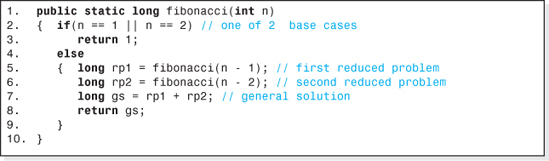 1. public static long fibonacci(int n)
2. { if(n == 1 || n == 2) // one of 2 base cases
3. return 1;
4. else
5. { long rp1 = fibonacci(n - 1); // first reduced problem
6. long rp2 = fibonacci(n - 2); // second reduced problem
7. long gs = rp1 + rp2; // general solution
8. return gs;
9. }
10. }